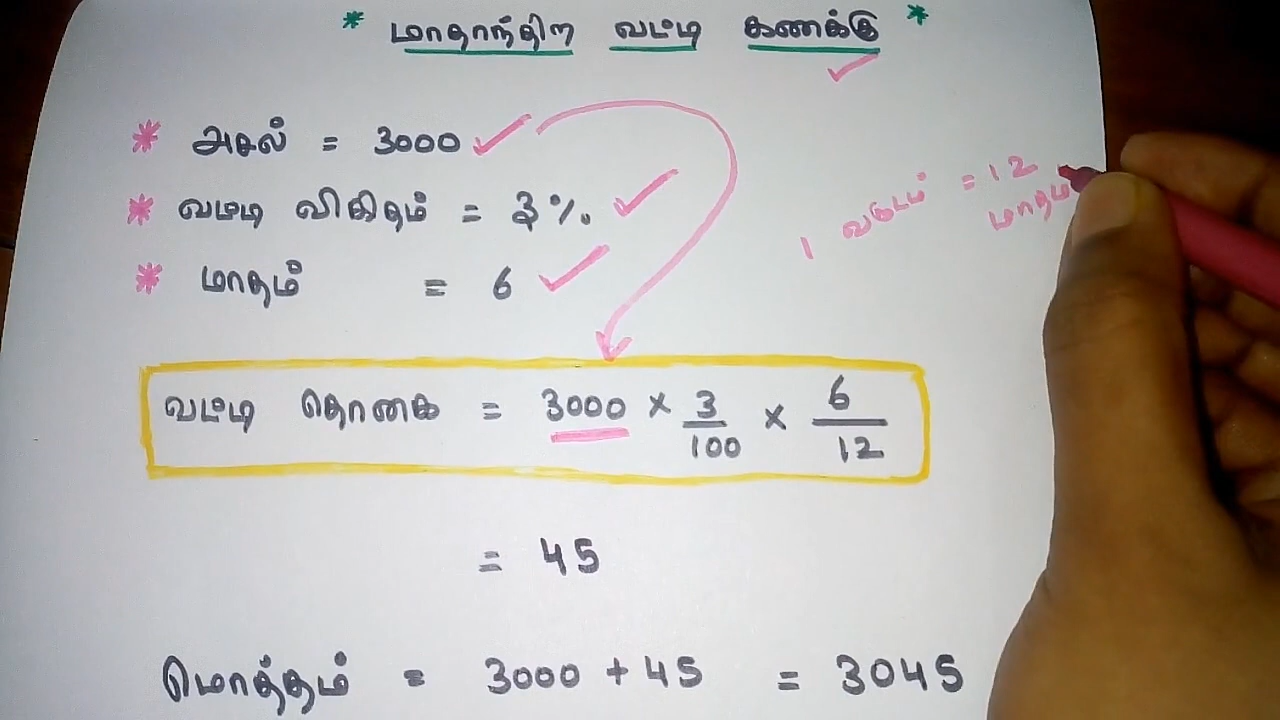 * மாதாந்திர வட்டி கணக்கு *
* அசல் = 3000
* வட்டி விகிதம் = 3%.
* மாதம் = 6
1 வருடம் = 12
மாதம்
வட்டி தொகை = 3000 × 3/100 × 6/12
= 45
மொத்தம் = 3000 + 45 = 3045